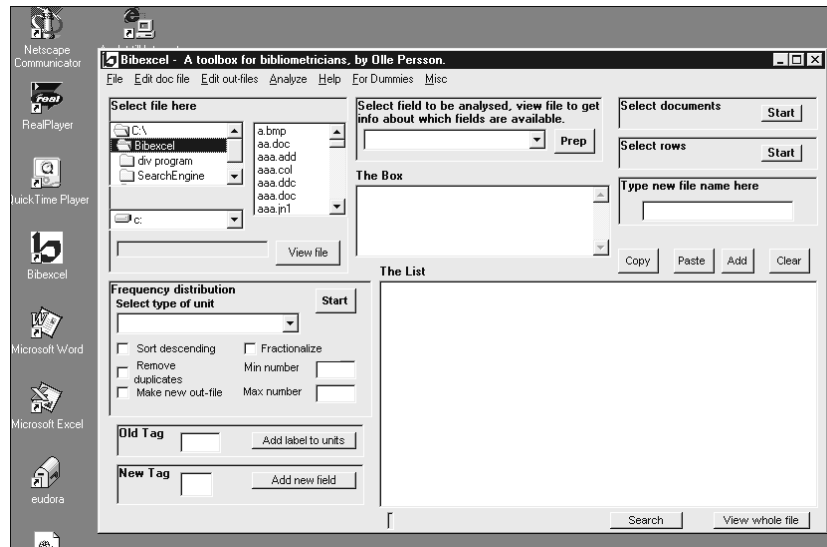 Netscape
Communicator
RealPlayer
QuickTime Player
Bibexcel
Microsoft Word
Microsoft Excel
eudora
Bibexcel - A toolbox for bibliometricians, by Olle Persson.
File Edit doc file Edit out-files Analyze Help For Dummies Misc
Select file here
C:\
Bibexcel
div program
SearchEngine
a.bmp
aa.doc
aaa.add
aaa.col
aaa.ddc
aaa.doc
aaa.jn1
c:
View file
Select field to be analysed, view file to get
info about which fields are available.
Prep
The Box
Select documents
Start
Select rows
Start
Type new file name here
Copy Paste Add Clear
The List
Frequency distribution
Select type of unit
Start
Sort descending
Fractionalize
Remove
duplicates
Min number
Make new out-file
Max number
Old Tag
Add label to units
New Tag
Add new field
Search
View whole file